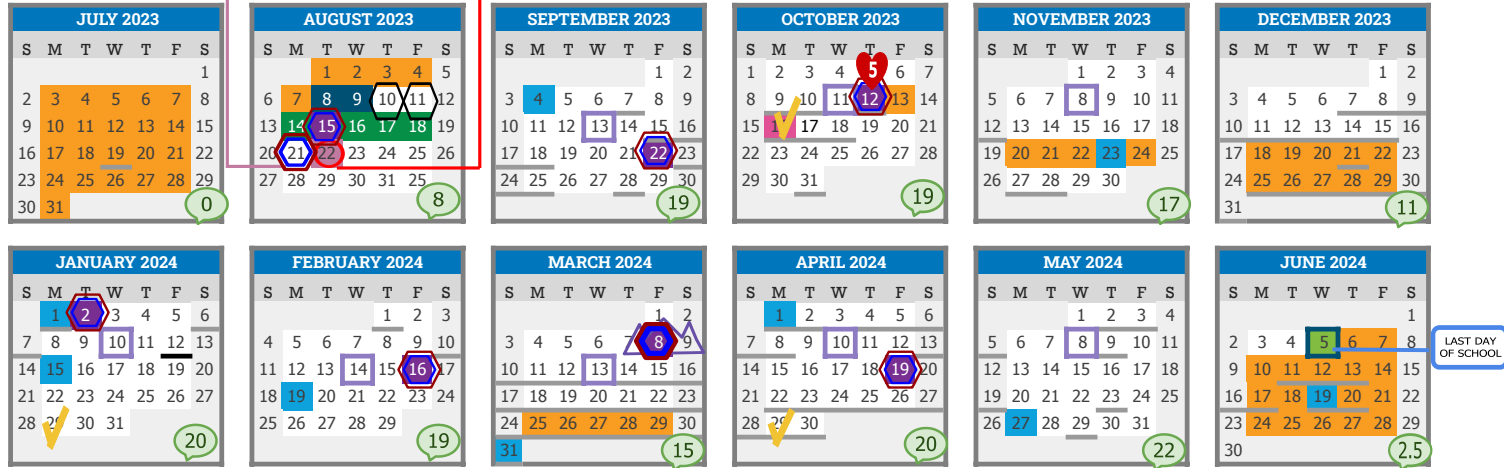 JULY 2023
S M T W T F S
1
2 3 4 5 6 7 8
9 10 11 12 13 14 15
16 17 18 19 20 21 22
23 24 25 26 27 28 29
30 31
0
AUGUST 2023
S M T W T F S
1 2 3 4 5
6 7 8 9 10 11 12
13 14 15 16 17 18 19
20 21 22 23 24 25 26
27 28 29 30 31 25
8
SEPTEMBER 2023
S M T W T F S
1 2
3 4 5 6 7 8 9
10 11 12 13 14 15 16
17 18 19 20 21 22 23
24 25 26 27 28 29 30
19
OCTOBER 2023
S M T W T F S
1 2 3 4 5 6 7
8 9 10 11 12 13 14
15 17 18 19 20 21
22 23 24 25 26 27 28
29 30 31
19
NOVEMBER 2023
S M T W T F S
1 2 3 4
5 6 7 8 9 10 11
12 13 14 15 16 17 18
19 20 21 22 23 24 25
26 27 28 29 30
17
DECEMBER 2023
S M T W T F S
1 2
3 4 5 6 7 8 9
10 11 12 13 14 15 16
17 18 19 20 21 22 23
24 25 26 27 28 29 30
31
11
JANUARY 2024
S M T W T F S
1 2 3 4 5 6
7 8 9 10 11 12 13
14 15 16 17 18 19 20
21 22 23 24 25 26 27
28 29 30 31
20
FEBRUARY 2024
S M T W T F S
1 2 3
4 5 6 7 8 9 10
11 12 13 14 15 16 17
18 19 20 21 22 23 24
25 26 27 28 29
19
MARCH 2024
S M T W T F S
1 2
3 4 5 6 7 8 9
10 11 12 13 14 15 16
17 18 19 20 21 22 23
24 25 26 27 28 29 30
31
15
APRIL 2024
S M T W T F S
1 2 3 4 5 6
7 8 9 10 11 12 13
14 15 16 17 18 19 20
21 22 23 24 25 26 27
28 29 30
20
MAY 2024
S M T W T F S
1 2 3 4
5 6 7 8 9 10 11
12 13 14 15 16 17 18
19 20 21 22 23 24 25
26 27 28 29 30 31
22
JUNE 2024
S M T W T F S
1
2 3 4 5 6 7 8
9 10 11 12 13 14 15
16 17 18 19 20 21 22
23 24 25 26 27 28 29
30
2.5
LAST DAY
OF SCHOOL